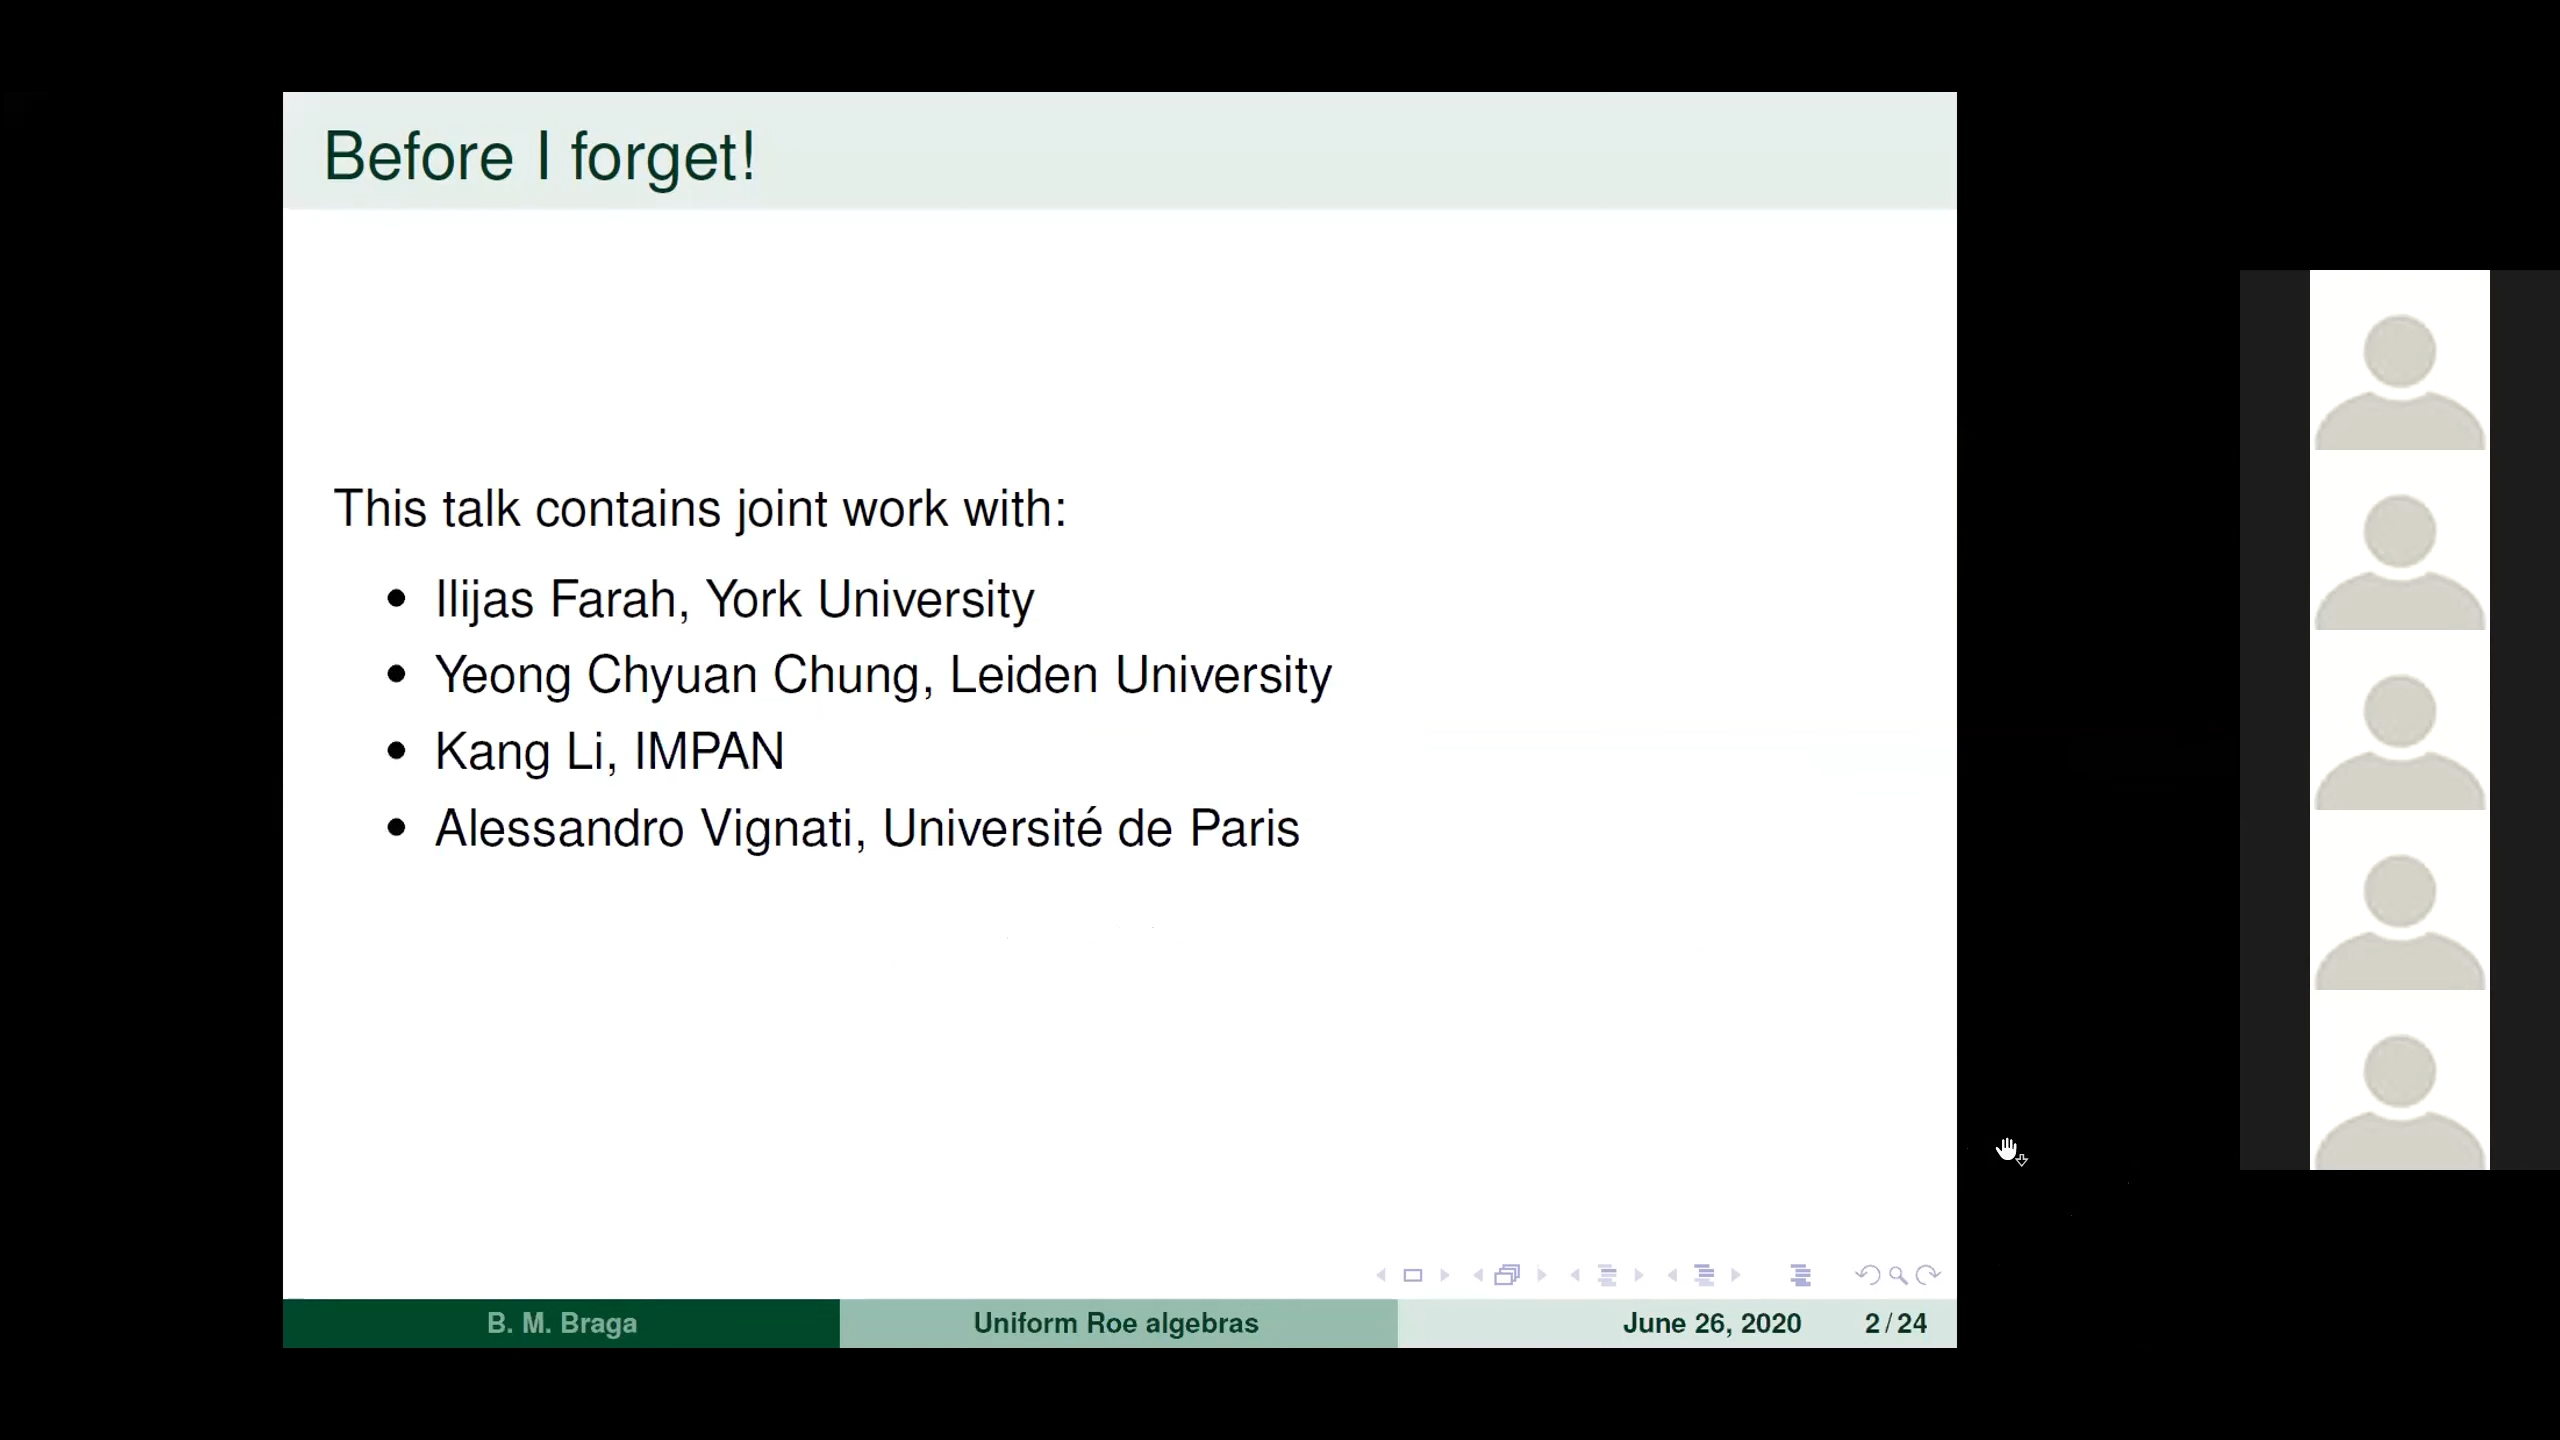 Before I forget!
This talk contains joint work with:
• Ilijas Farah, York University
• Yeong Chyuan Chung, Leiden University
• Kang Li, IMPAN
• Alessandro Vignati, Université de Paris
B. M. Braga
Uniform Roe algebras
June 26, 2020
2 / 24